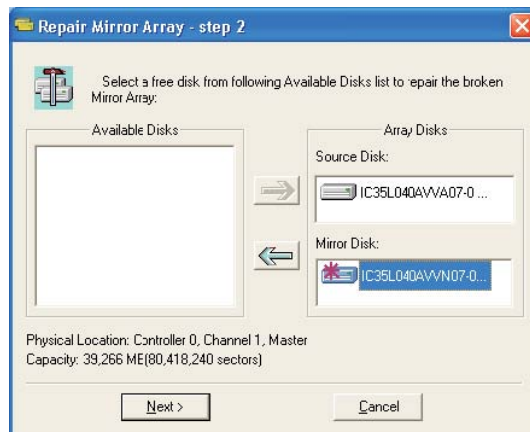 Repair Mirror Array - step 2
Select a free disk from following Available Disks list to repair the broken
Mirror Array:
Available Disks
Array Disks
Source Disk:
IC35L040AVVA07-0 ...
Mirror Disk:
IC35L040AVVN07-0...
Physical Location: Controller 0, Channel 1, Master
Capacity: 39,266 ME(80,418,240 sectors)
Next >
Cancel